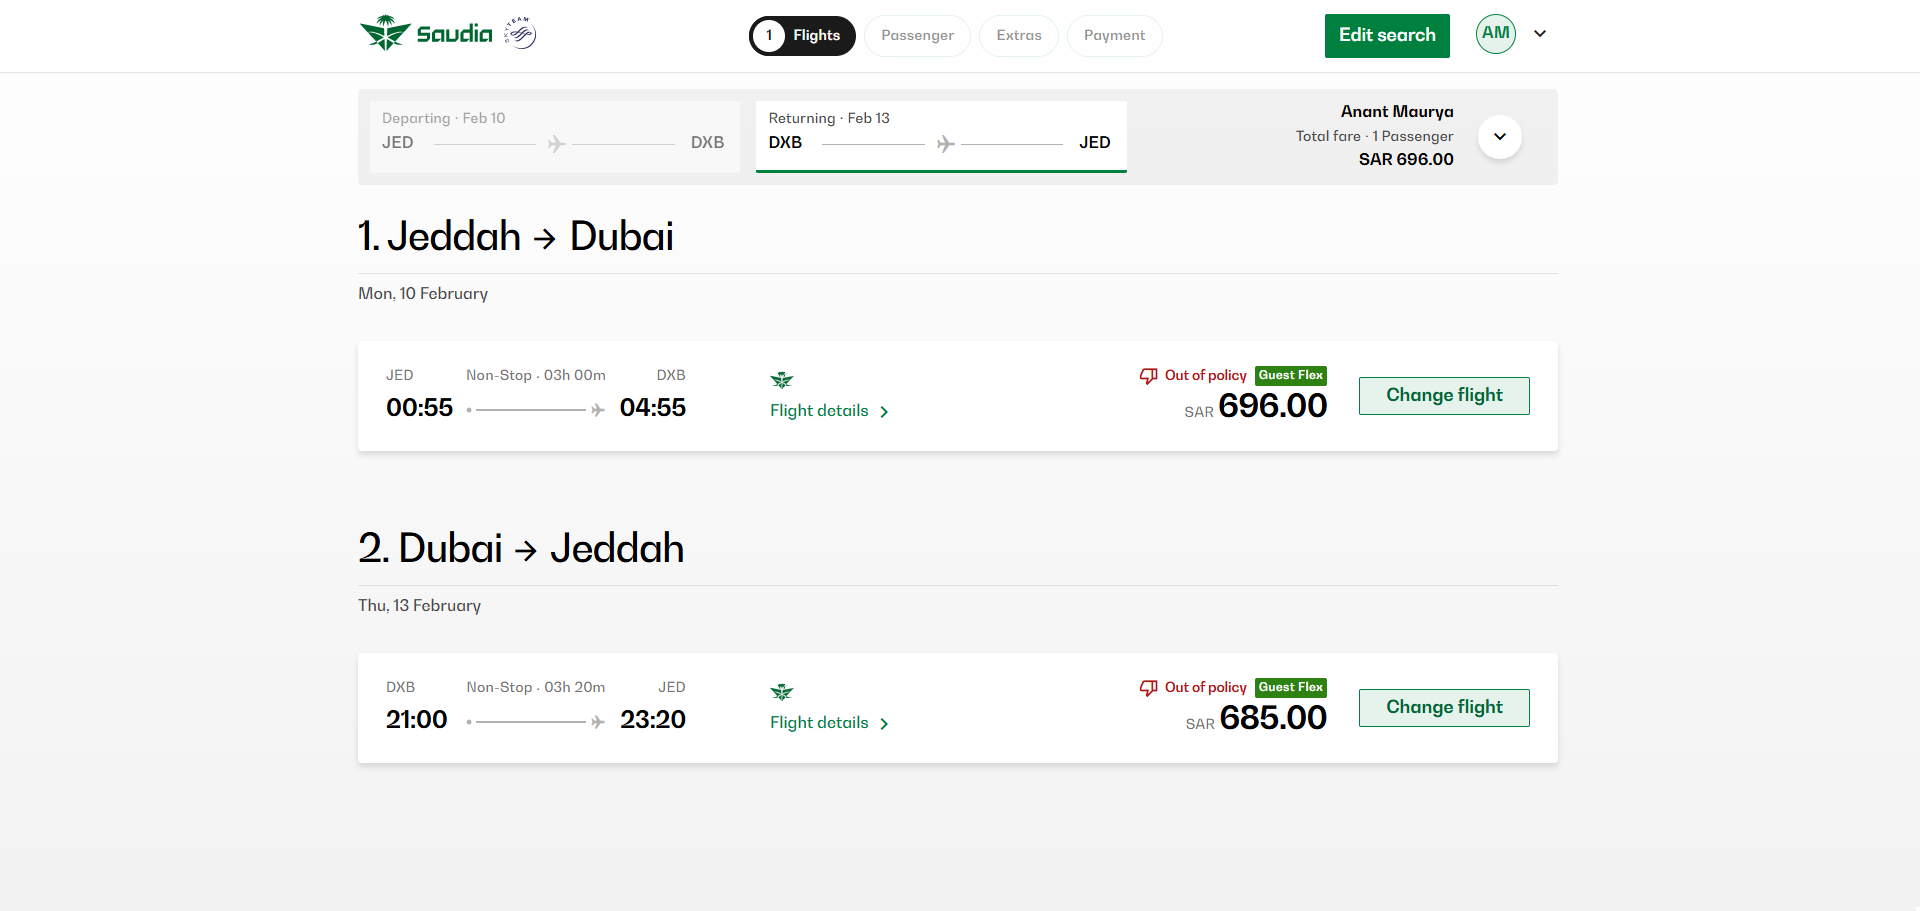 Saudia
SKYTEAM
1 Flights
Passenger
Extras
Payment
Edit search
AM
Departing · Feb 10
JED DXB
Returning · Feb 13
DXB JED
Anant Maurya
Total fare · 1 Passenger
SAR 696.00
1. Jeddah → Dubai
Mon, 10 February
JED Non-Stop · 03h 00m DXB
00:55 04:55
Flight details
Out of policy Guest Flex
SAR 696.00
Change flight
2. Dubai → Jeddah
Thu, 13 February
DXB Non-Stop · 03h 20m JED
21:00 23:20
Flight details
Out of policy Guest Flex
SAR 685.00
Change flight